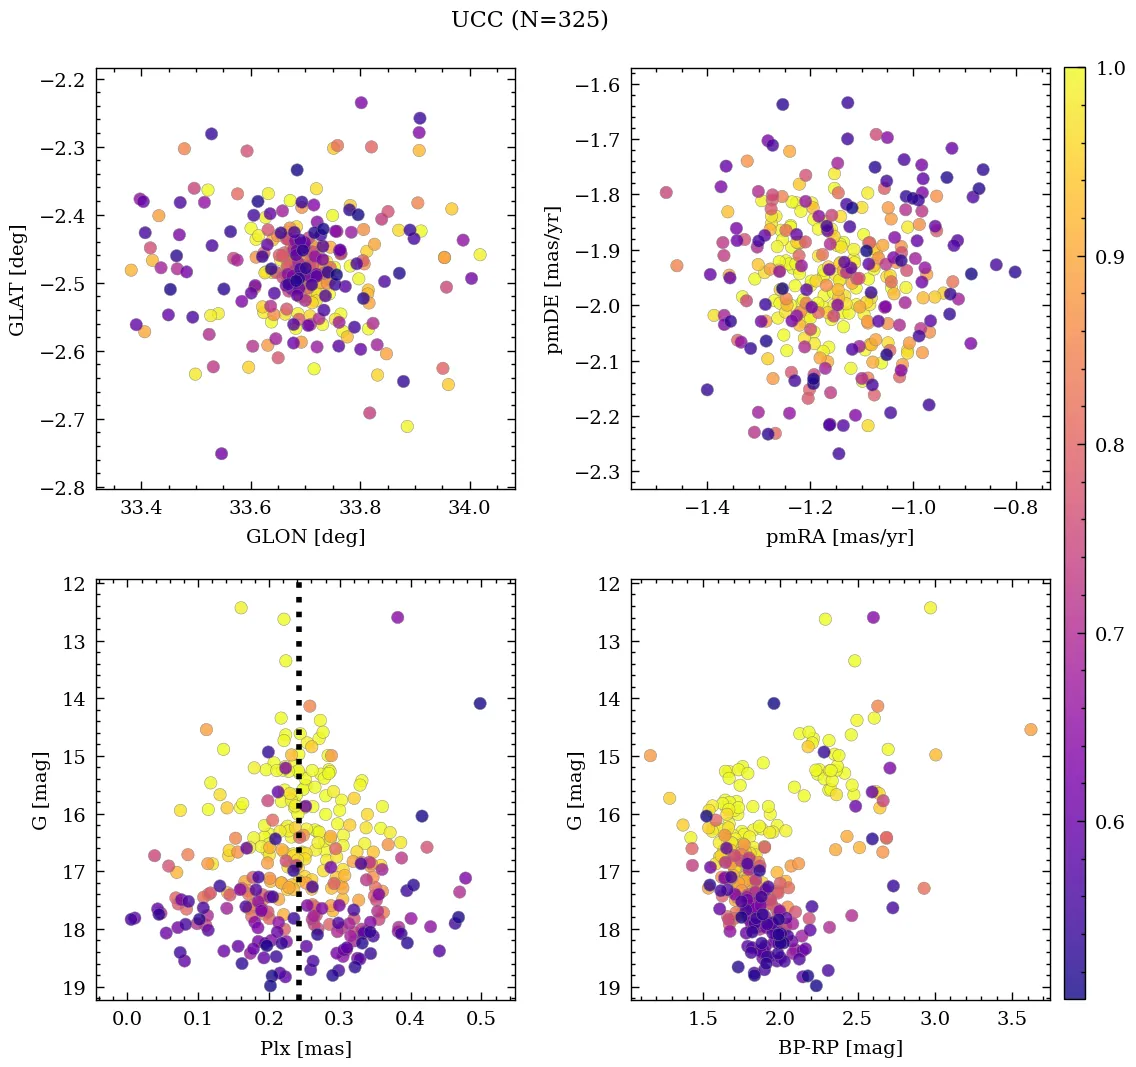 UCC (N=325)
−2.2
−2.3
−2.4
−2.5
−2.6
−2.7
−2.8
GLAT [deg]
33.4 33.6 33.8 34.0
GLON [deg]
−1.6
−1.7
−1.8
−1.9
−2.0
−2.1
−2.2
−2.3
pmDE [mas/yr]
−1.4 −1.2 −1.0 −0.8
pmRA [mas/yr]
12
13
14
15
16
17
18
19
G [mag]
0.0 0.1 0.2 0.3 0.4 0.5
Plx [mas]
12
13
14
15
16
17
18
19
G [mag]
1.5 2.0 2.5 3.0 3.5
BP-RP [mag]
1.0
0.9
0.8
0.7
0.6